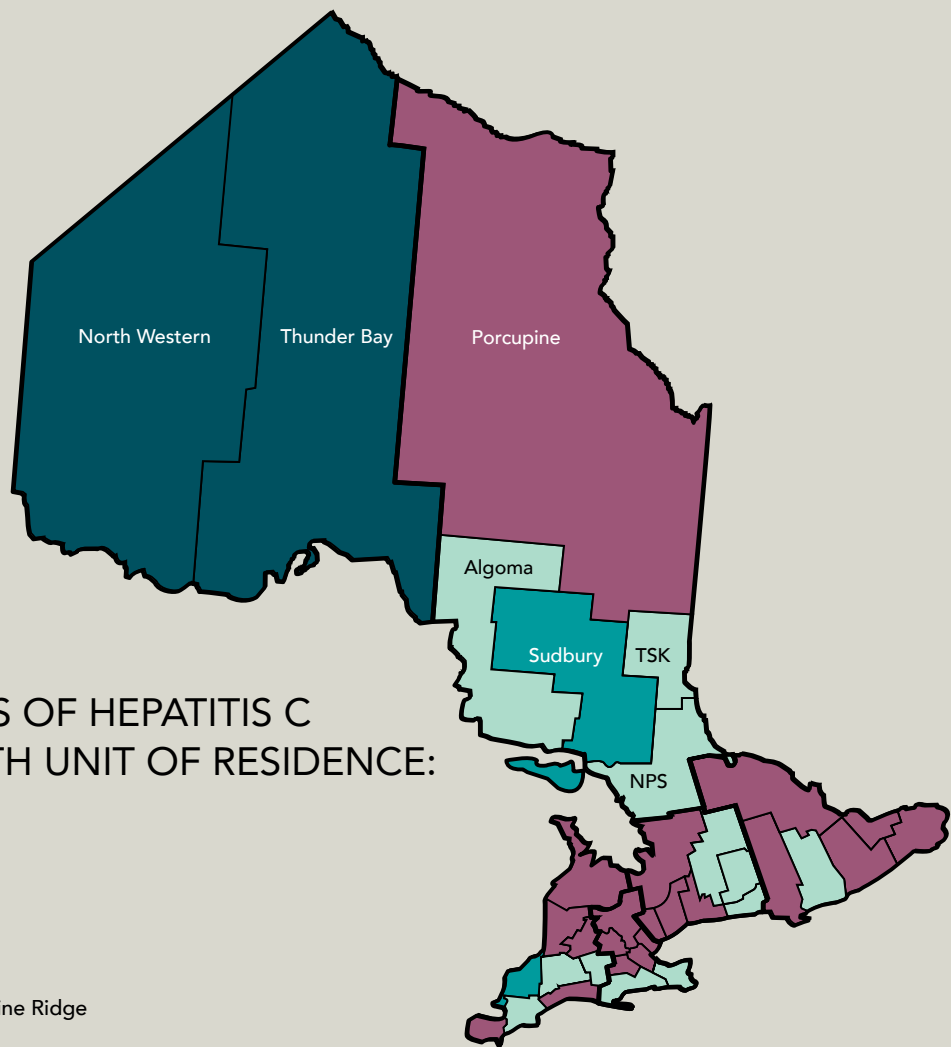 North Western
Thunder Bay
Porcupine
Algoma
Sudbury
TSK
S OF HEPATITIS C
TH UNIT OF RESIDENCE:
NPS
ine Ridge